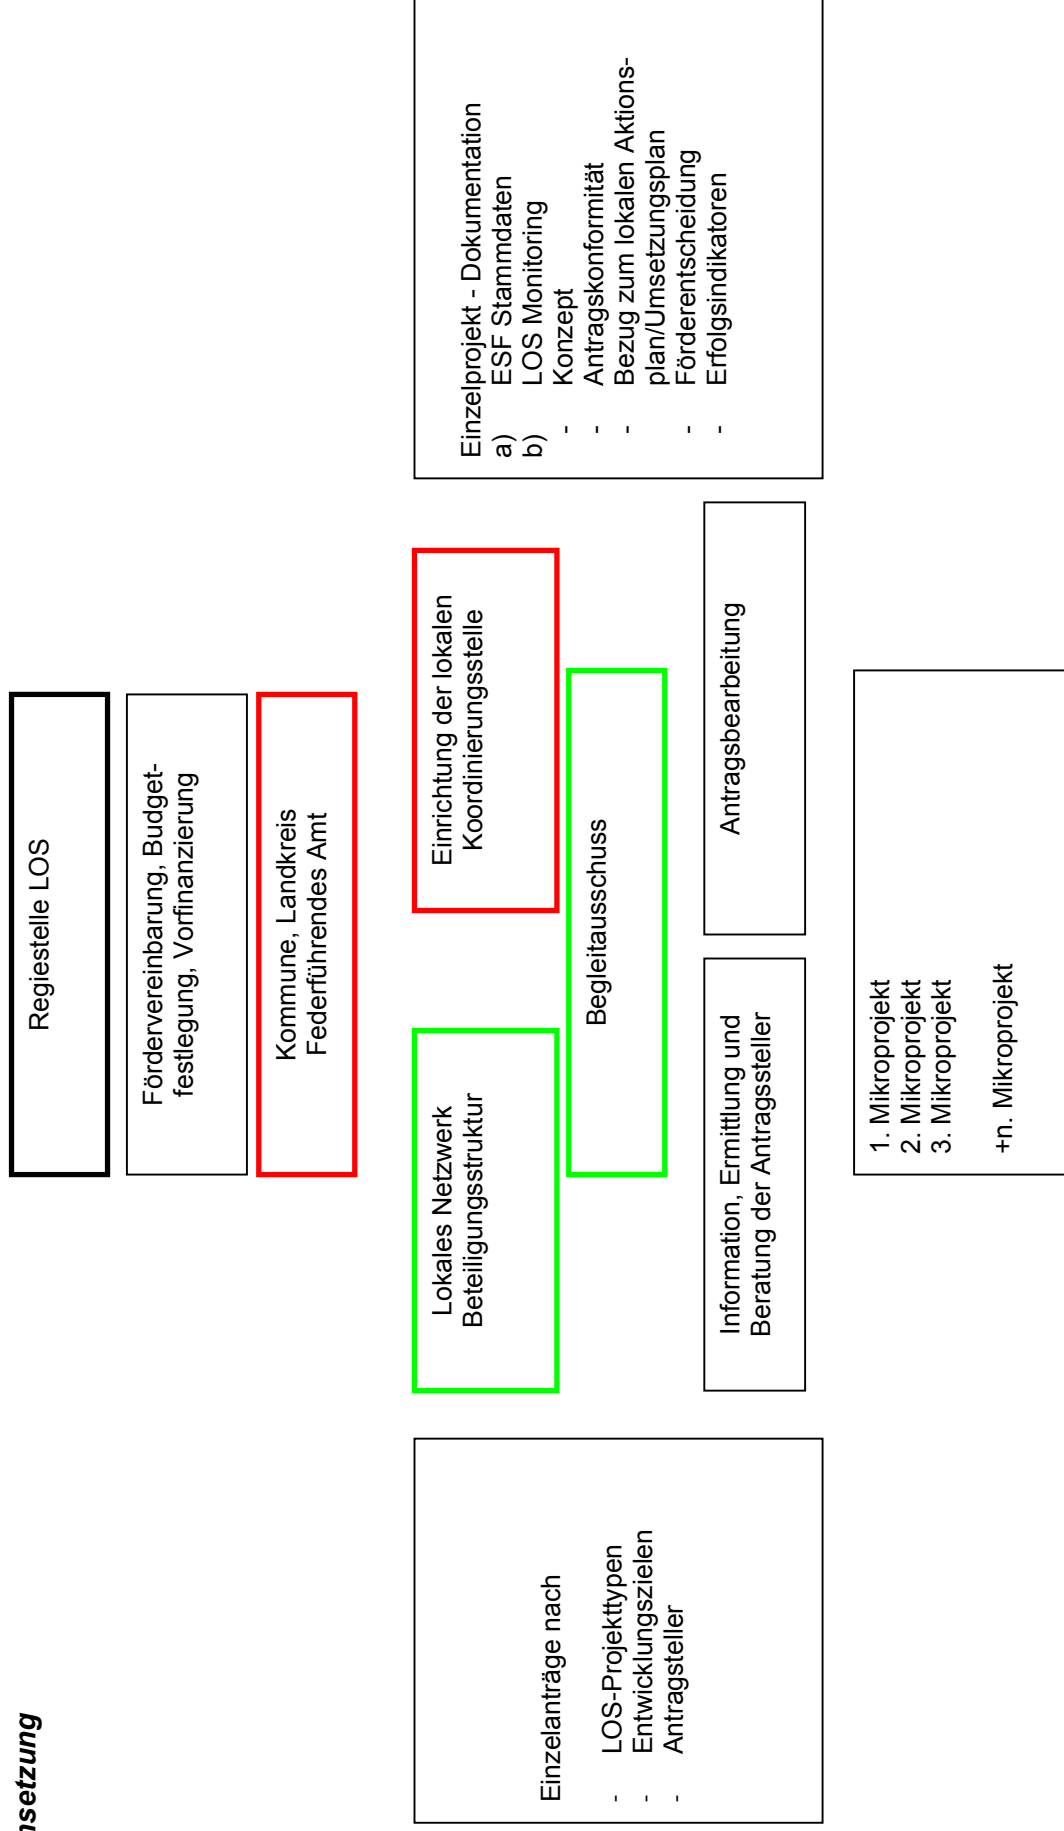 Regiestelle LOS
Fördervereinbarung, Budget-
festlegung, Vorfinanzierung
Kommune, Landkreis
Federführendes Amt
Einzelanträge nach
- LOS-Projekttypen
- Entwicklungszielen
- Antragsteller
Lokales Netzwerk
Beteiligungsstruktur
Einrichtung der lokalen
Koordinierungsstelle
Begleitausschuss
Information, Ermittlung und
Beratung der Antragssteller
Antragsbearbeitung
Einzelprojekt - Dokumentation
a) ESF Stammdaten
b) LOS Monitoring
- Konzept
- Antragskonformität
- Bezug zum lokalen Aktions-
plan/Umsetzungsplan
- Förderentscheidung
- Erfolgsindikatoren
1. Mikroprojekt
2. Mikroprojekt
3. Mikroprojekt
+n. Mikroprojekt